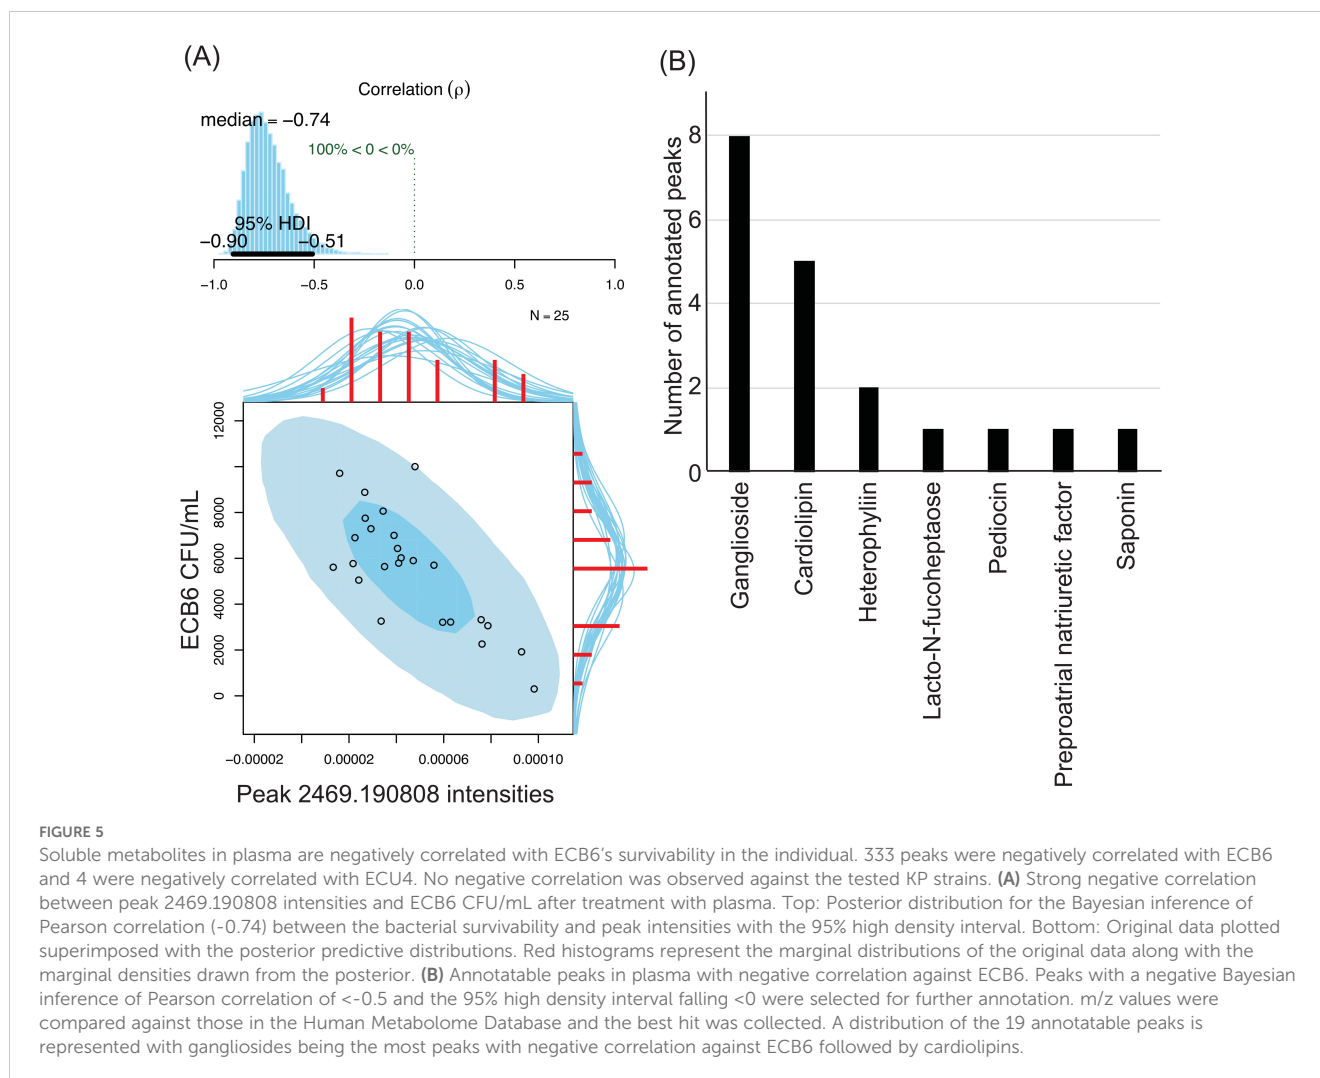 (A)
Correlation (ρ)
median = −0.74
100% < 0 < 0%
95% HDI
−0.90
−0.51
−1.0
−0.5
0.0
0.5
1.0
N = 25
12000
8000
6000
4000
2000
0
ECB6 CFU/mL
−0.00002
0.00002
0.00006
0.00010
Peak 2469.190808 intensities
(B)
Number of annotated peaks
8
6
4
2
0
Ganglioside
Cardiolipin
Heterophyliin
Lacto-N-fucoheptaose
Pediocin
Preproatrial natriuretic factor
Saponin
FIGURE 5
Soluble metabolites in plasma are negatively correlated with ECB6's survivability in the individual. 333 peaks were negatively correlated with ECB6
and 4 were negatively correlated with ECU4. No negative correlation was observed against the tested KP strains. (A) Strong negative correlation
between peak 2469.190808 intensities and ECB6 CFU/mL after treatment with plasma. Top: Posterior distribution for the Bayesian inference of
Pearson correlation (-0.74) between the bacterial survivability and peak intensities with the 95% high density interval. Bottom: Original data plotted
superimposed with the posterior predictive distributions. Red histograms represent the marginal distributions of the original data along with the
marginal densities drawn from the posterior. (B) Annotatable peaks in plasma with negative correlation against ECB6. Peaks with a negative Bayesian
inference of Pearson correlation of <-0.5 and the 95% high density interval falling <0 were selected for further annotation. m/z values were
compared against those in the Human Metabolome Database and the best hit was collected. A distribution of the 19 annotatable peaks is
represented with gangliosides being the most peaks with negative correlation against ECB6 followed by cardiolipins.